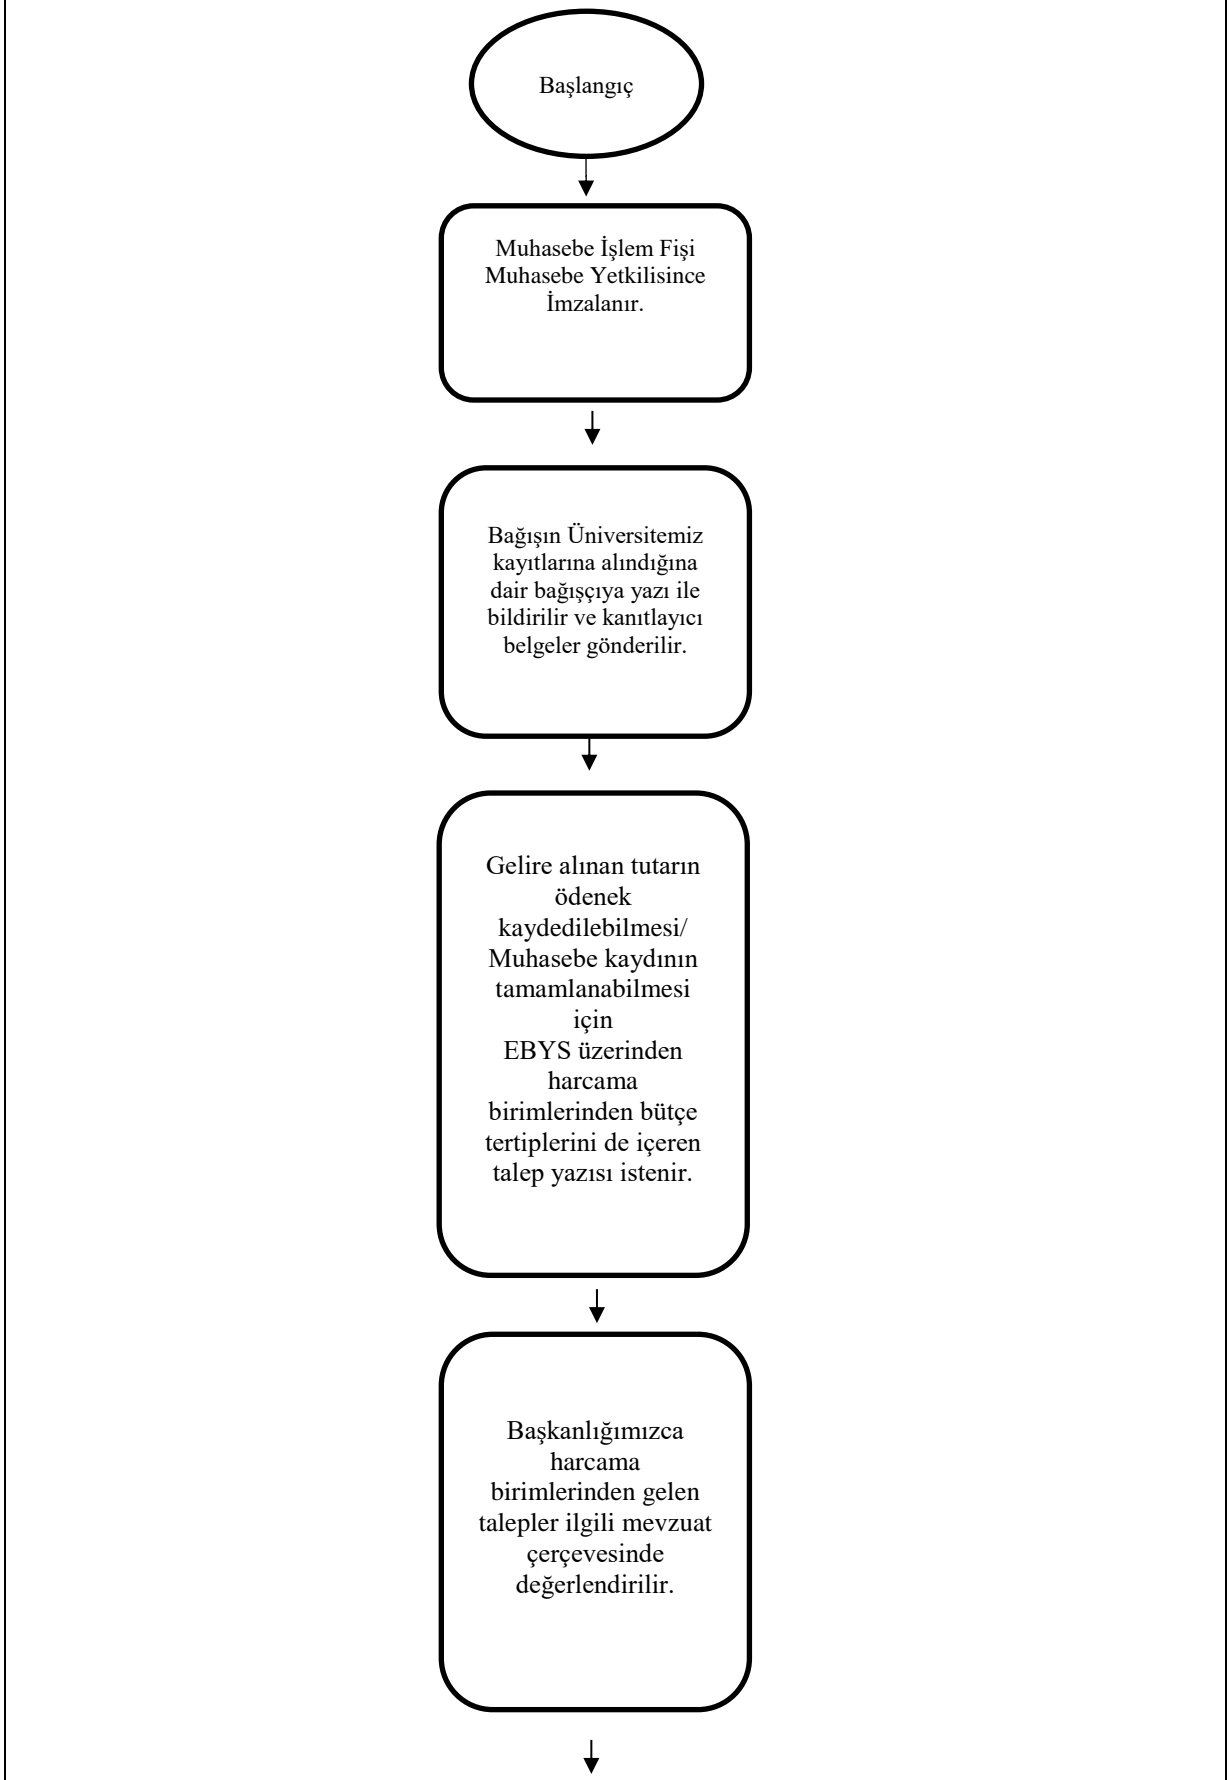 Başlangıç
Muhasebe İşlem Fişi
Muhasebe Yetkilisince
İmzalanır.
Bağışın Üniversitemiz
kayıtlarına alındığına
dair bağışçıya yazı ile
bildirilir ve kanıtlayıcı
belgeler gönderilir.
Gelire alınan tutarın
ödenek
kaydedilebilmesi/
Muhasebe kaydının
tamamlanabilmesi
için
EBYS üzerinden
harcama
birimlerinden bütçe
tertiplerini de içeren
talep yazısı istenir.
Başkanlığımızca
harcama
birimlerinden gelen
talepler ilgili mevzuat
çerçevesinde
değerlendirilir.